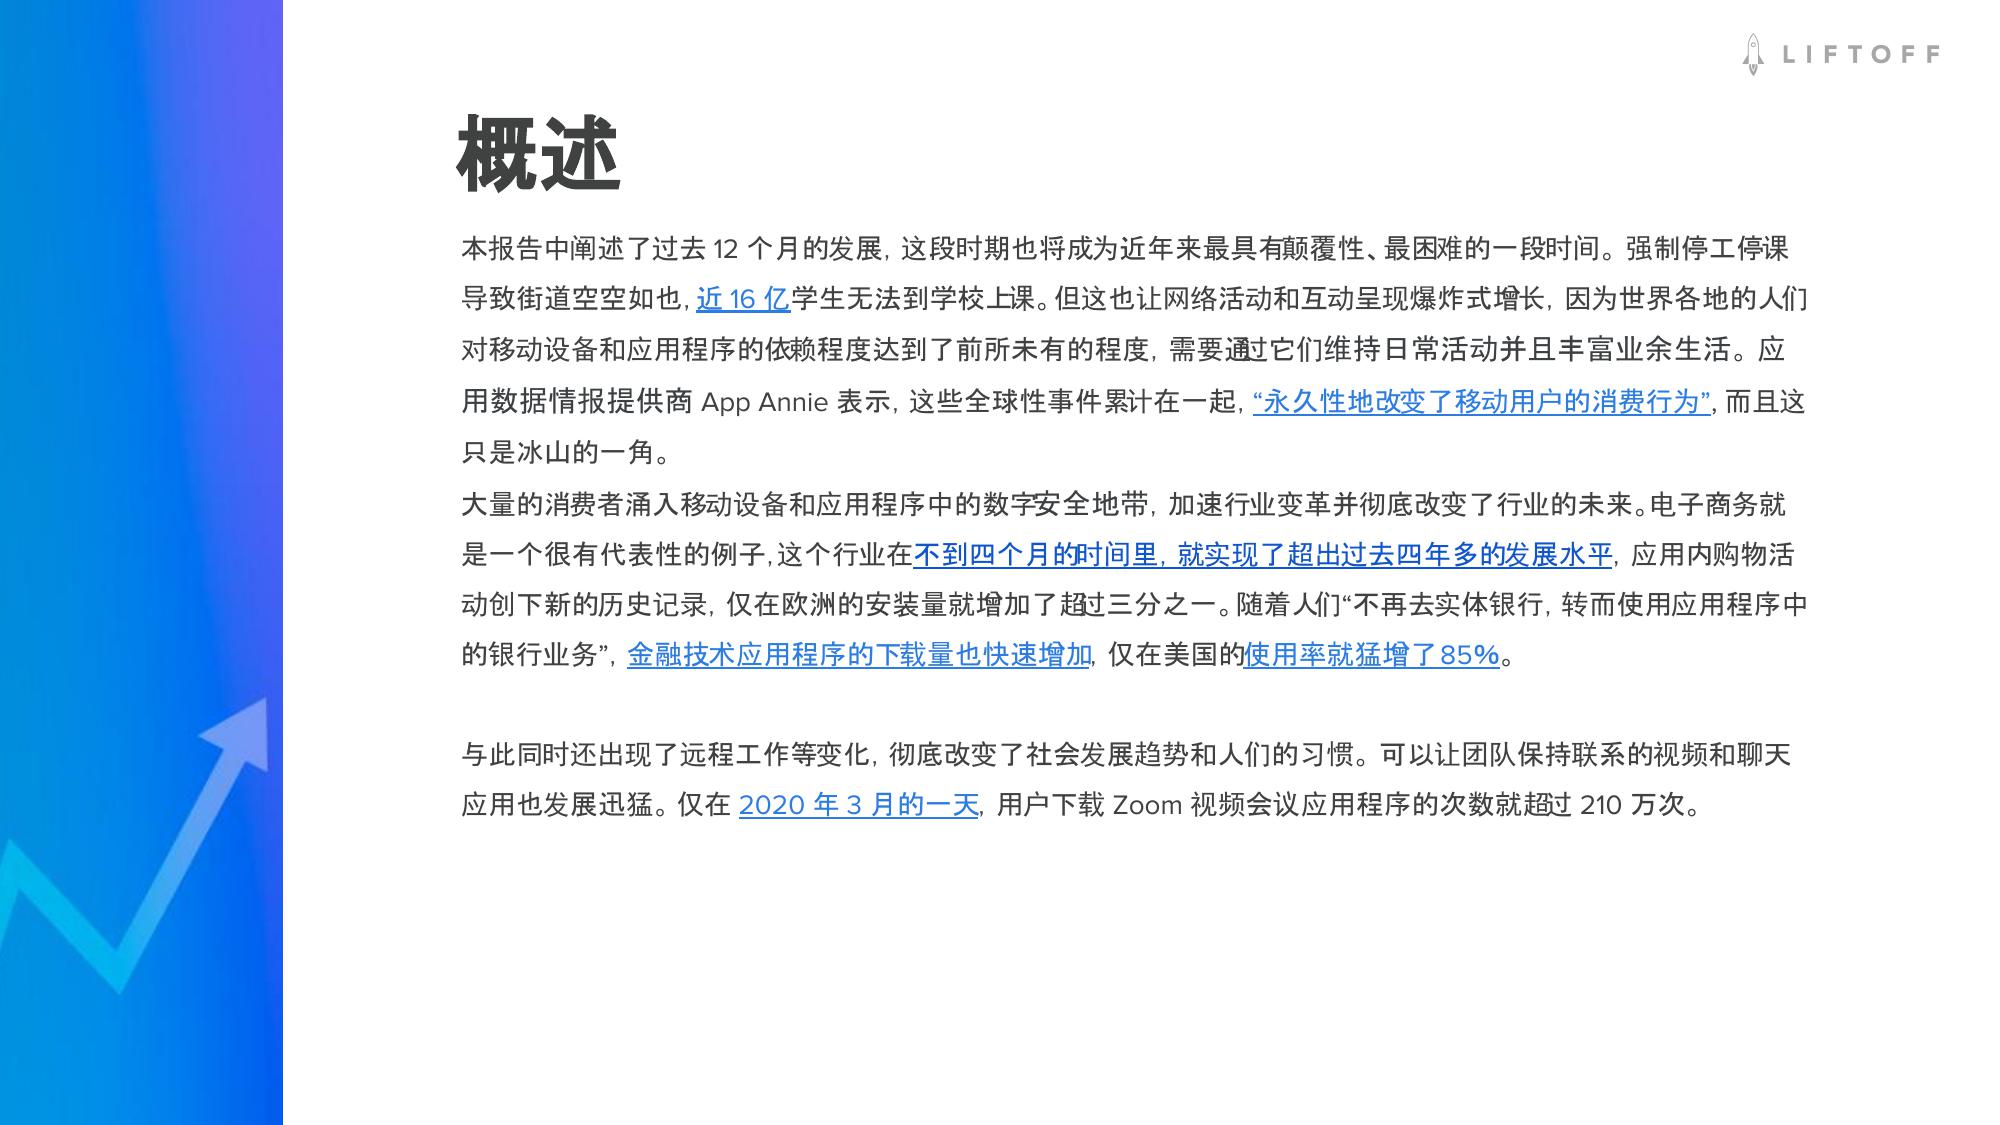 LIFTOFF
概述
本报告中阐述了过去 12 个月的发展, 这段时期也将成为近年来最具有颠覆性、最困难的一段时间。强制停工停课
导致街道空空如也, 近 16 亿学生无法到学校上课。但这也让网络活动和互动呈现爆炸式增长, 因为世界各地的人们
对移动设备和应用程序的依赖程度达到了前所未有的程度, 需要通过它们维持日常活动并且丰富业余生活。应
用数据情报提供商 App Annie 表示, 这些全球性事件累计在一起, “永久性地改变了移动用户的消费行为”, 而且这
只是冰山的一角。
大量的消费者涌入移动设备和应用程序中的数字安全地带, 加速行业变革并彻底改变了行业的未来。电子商务就
是一个很有代表性的例子, 这个行业在不到四个月的时间里, 就实现了超出过去四年多的发展水平, 应用内购物活
动创下新的历史记录, 仅在欧洲的安装量就增加了超过三分之一。随着人们“不再去实体银行, 转而使用应用程序中
的银行业务”, 金融技术应用程序的下载量也快速增加, 仅在美国的使用率就猛增了85%。
与此同时还出现了远程工作等变化, 彻底改变了社会发展趋势和人们的习惯。可以让团队保持联系的视频和聊天
应用也发展迅猛。仅在 2020 年 3 月的一天, 用户下载 Zoom 视频会议应用程序的次数就超过 210 万次。